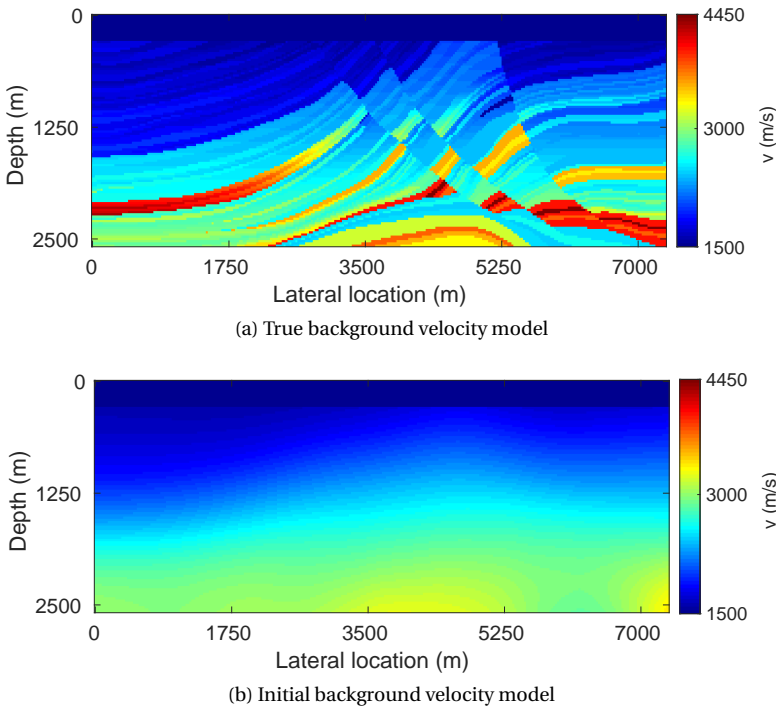 0
1250
2500
Depth (m)
0 1750 3500 5250 7000
Lateral location (m)
4450
3000
1500
v (m/s)
(a) True background velocity model
0
1250
2500
Depth (m)
0 1750 3500 5250 7000
Lateral location (m)
4450
3000
1500
v (m/s)
(b) Initial background velocity model